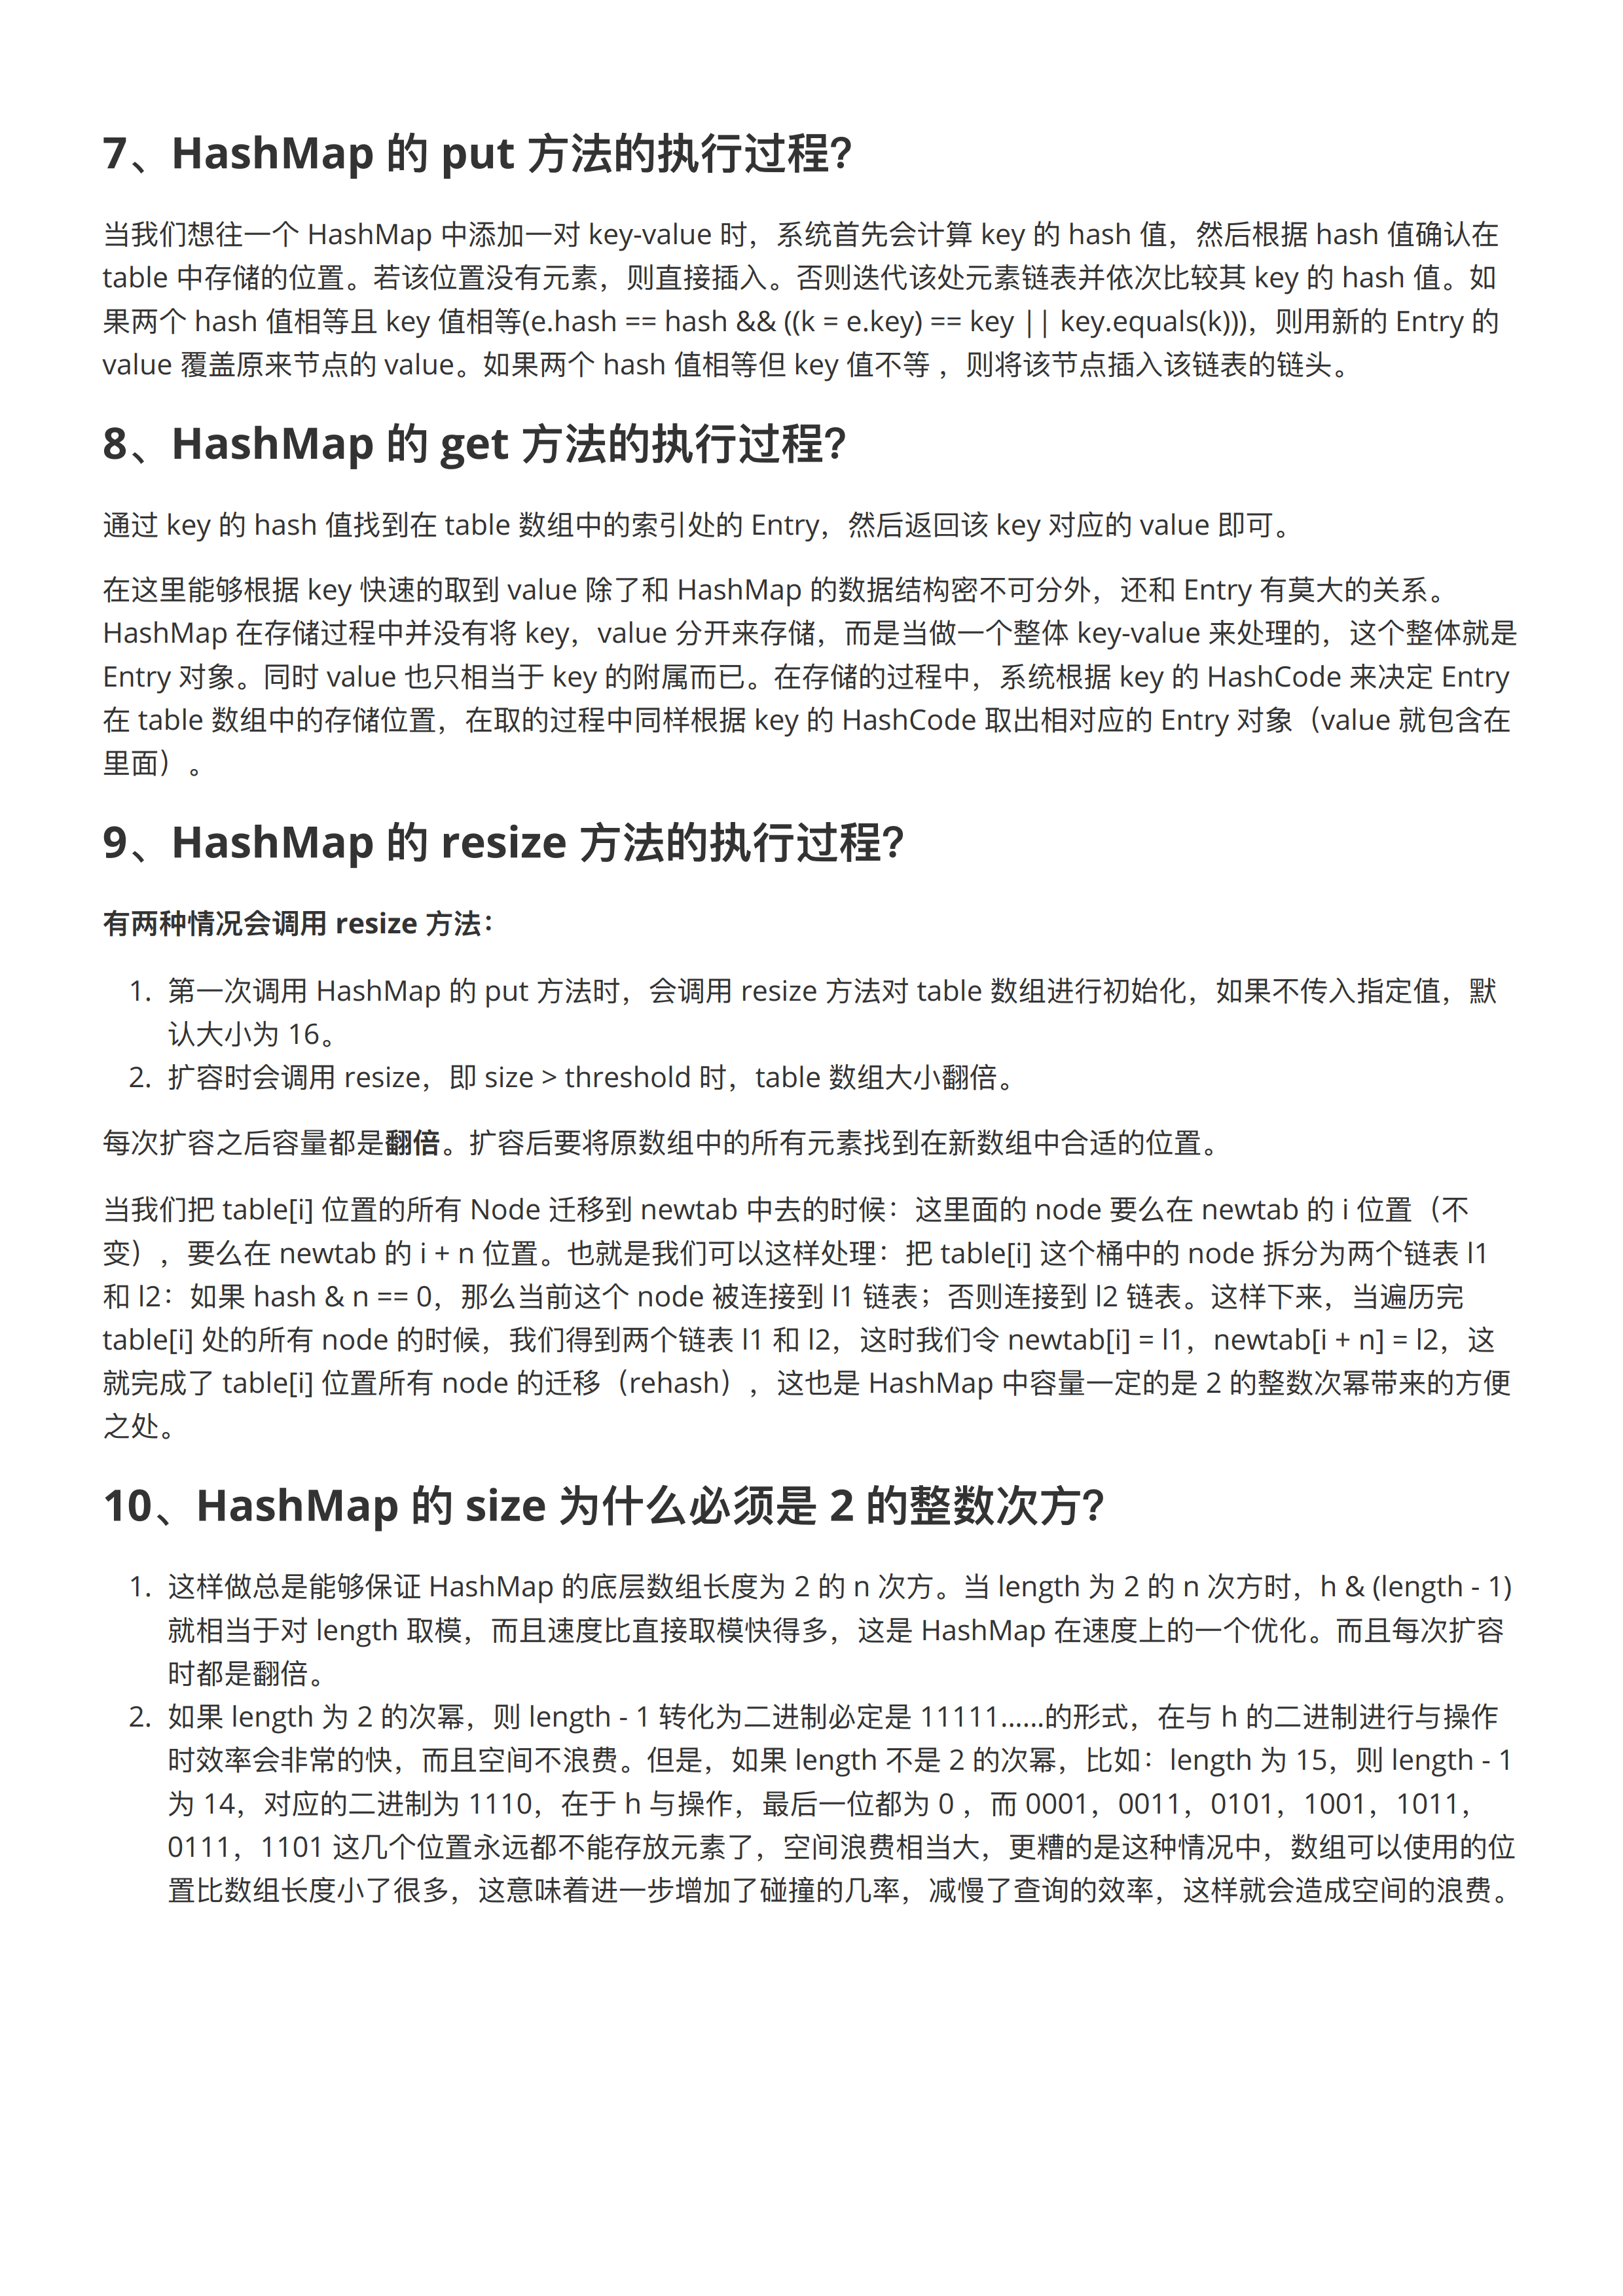 7、HashMap 的 put 方法的执行过程？
当我们想往一个 HashMap 中添加一对 key-value 时，系统首先会计算 key 的 hash 值，然后根据 hash 值确认在
table 中存储的位置。若该位置没有元素，则直接插入。否则迭代该处元素链表并依次比较其 key 的 hash 值。如
果两个 hash 值相等且 key 值相等(e.hash == hash && ((k = e.key) == key || key.equals(k)))，则用新的 Entry 的
value 覆盖原来节点的 value。如果两个 hash 值相等但 key 值不等 ，则将该节点插入该链表的链头。
8、HashMap 的 get 方法的执行过程？
通过 key 的 hash 值找到在 table 数组中的索引处的 Entry，然后返回该 key 对应的 value 即可。
在这里能够根据 key 快速的取到 value 除了和 HashMap 的数据结构密不可分外，还和 Entry 有莫大的关系。
HashMap 在存储过程中并没有将 key，value 分开来存储，而是当做一个整体 key-value 来处理的，这个整体就是
Entry 对象。同时 value 也只相当于 key 的附属而已。在存储的过程中，系统根据 key 的 HashCode 来决定 Entry
在 table 数组中的存储位置，在取的过程中同样根据 key 的 HashCode 取出相对应的 Entry 对象（value 就包含在
里面）。
9、HashMap 的 resize 方法的执行过程？
有两种情况会调用 resize 方法：
1. 第一次调用 HashMap 的 put 方法时，会调用 resize 方法对 table 数组进行初始化，如果不传入指定值，默
认大小为 16。
2. 扩容时会调用 resize，即 size > threshold 时，table 数组大小翻倍。
每次扩容之后容量都是翻倍。扩容后要将原数组中的所有元素找到在新数组中合适的位置。
当我们把 table[i] 位置的所有 Node 迁移到 newtab 中去的时候：这里面的 node 要么在 newtab 的 i 位置（不
变），要么在 newtab 的 i + n 位置。也就是我们可以这样处理：把 table[i] 这个桶中的 node 拆分为两个链表 l1
和 l2：如果 hash & n == 0，那么当前这个 node 被连接到 l1 链表；否则连接到 l2 链表。这样下来，当遍历完
table[i] 处的所有 node 的时候，我们得到两个链表 l1 和 l2，这时我们令 newtab[i] = l1，newtab[i + n] = l2，这
就完成了 table[i] 位置所有 node 的迁移（rehash），这也是 HashMap 中容量一定的是 2 的整数次幂带来的方便
之处。
10、HashMap 的 size 为什么必须是 2 的整数次方？
1. 这样做总是能够保证 HashMap 的底层数组长度为 2 的 n 次方。当 length 为 2 的 n 次方时，h & (length - 1)
就相当于对 length 取模，而且速度比直接取模快得多，这是 HashMap 在速度上的一个优化。而且每次扩容
时都是翻倍。
2. 如果 length 为 2 的次幂，则 length - 1 转化为二进制必定是 11111……的形式，在与 h 的二进制进行与操作
时效率会非常的快，而且空间不浪费。但是，如果 length 不是 2 的次幂，比如：length 为 15，则 length - 1
为 14，对应的二进制为 1110，在于 h 与操作，最后一位都为 0 ，而 0001，0011，0101，1001，1011，
0111，1101 这几个位置永远都不能存放元素了，空间浪费相当大，更糟的是这种情况中，数组可以使用的位
置比数组长度小了很多，这意味着进一步增加了碰撞的几率，减慢了查询的效率，这样就会造成空间的浪费。